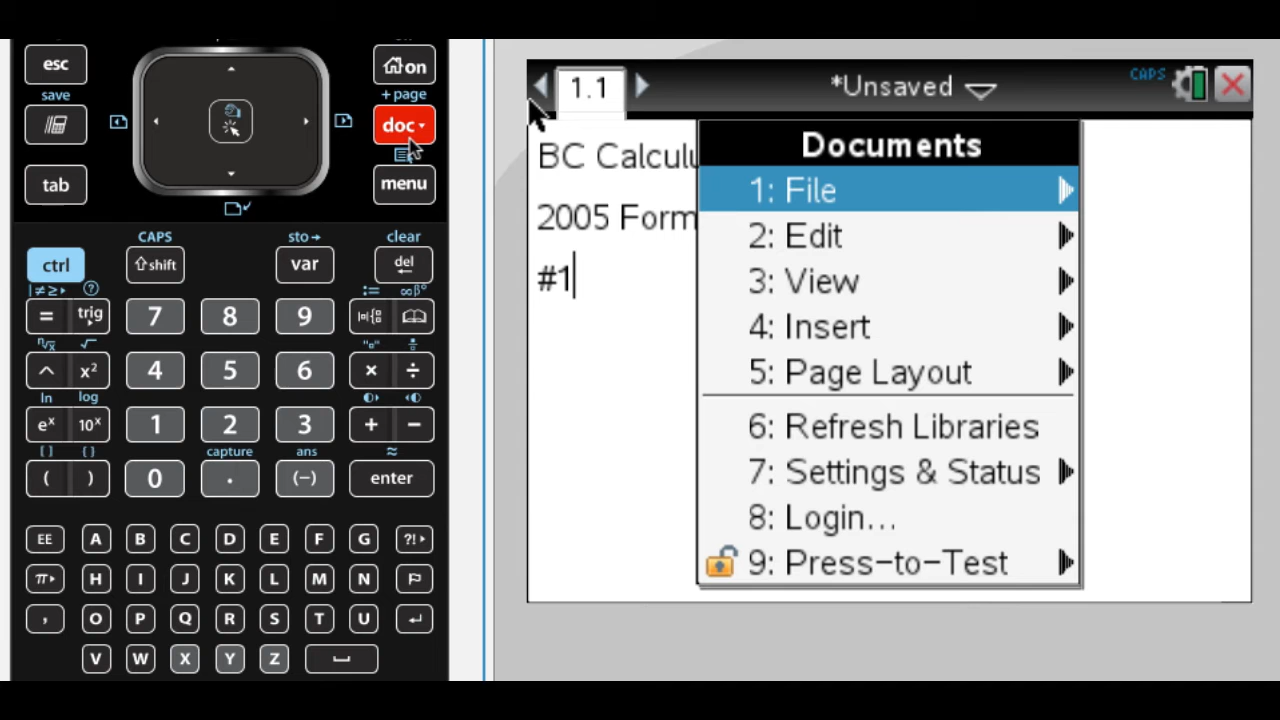 esc
on
save
+ page
doc
tab
menu
CAPS
sto→
clear
ctrl
shift
var
del
|≠≥▸
:=
∞β°
=
trig
7
8
9
ⁿ√x
√
"▫"
^
x²
4
5
6
×
÷
ln
log
eˣ
10ˣ
1
2
3
+
−
[ ]
{ }
capture
ans
≈
(
)
0
.
(−)
enter
EE
A
B
C
D
E
F
G
?!▸
π▸
H
I
J
K
L
M
N
,
O
P
Q
R
S
T
U
V
W
X
Y
Z
1.1
*Unsaved
CAPS
BC Calcul
2005 Form
#1
Documents
1: File
2: Edit
3: View
4: Insert
5: Page Layout
6: Refresh Libraries
7: Settings & Status
8: Login...
9: Press-to-Test